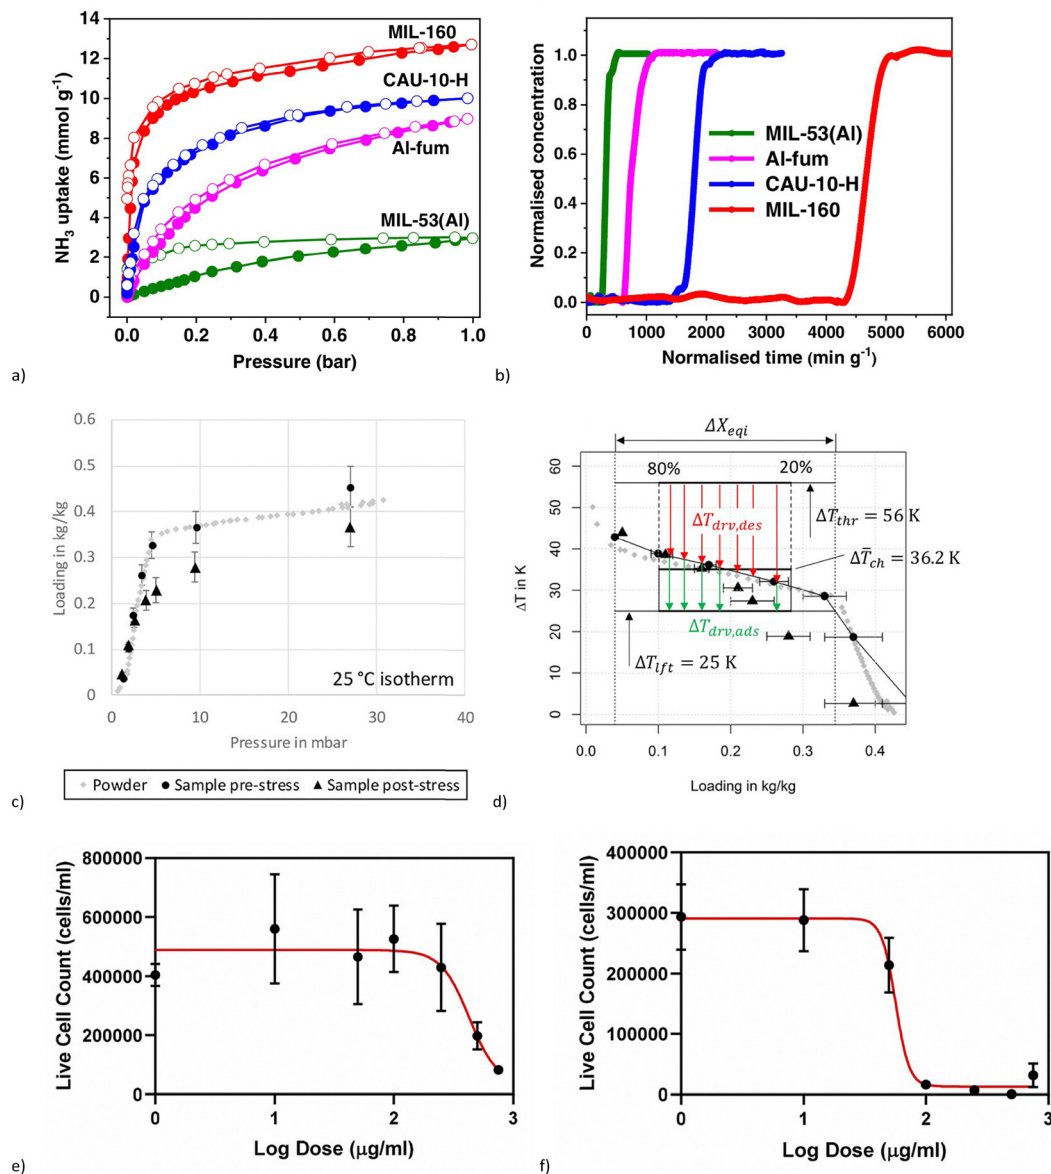 14
12
10
8
6
4
2
0
0.0 0.2 0.4 0.6 0.8 1.0
NH3 uptake (mmol g-1)
Pressure (bar)
MIL-160
CAU-10-H
Al-fum
MIL-53(Al)
a)
1.0
0.8
0.6
0.4
0.2
0.0
0 1000 2000 3000 4000 5000 6000
Normalised concentration
Normalised time (min g-1)
MIL-53(Al)
Al-fum
CAU-10-H
MIL-160
b)
0.6
0.5
0.4
0.3
0.2
0.1
0
0 10 20 30 40
Loading in kg/kg
Pressure in mbar
25 °C isotherm
Powder Sample pre-stress Sample post-stress
c)
ΔXeqi
80% 20%
ΔTdrv,des
ΔTthr = 56 K
ΔT̅ch = 36.2 K
ΔTdrv,ads
ΔTlft = 25 K
60
50
40
30
20
10
0
0.0 0.1 0.2 0.3 0.4
ΔT in K
Loading in kg/kg
d)
800000
600000
400000
200000
0
0 1 2 3
Live Cell Count (cells/ml)
Log Dose (μg/ml)
e)
400000
300000
200000
100000
0
0 1 2 3
Live Cell Count (cells/ml)
Log Dose (μg/ml)
f)